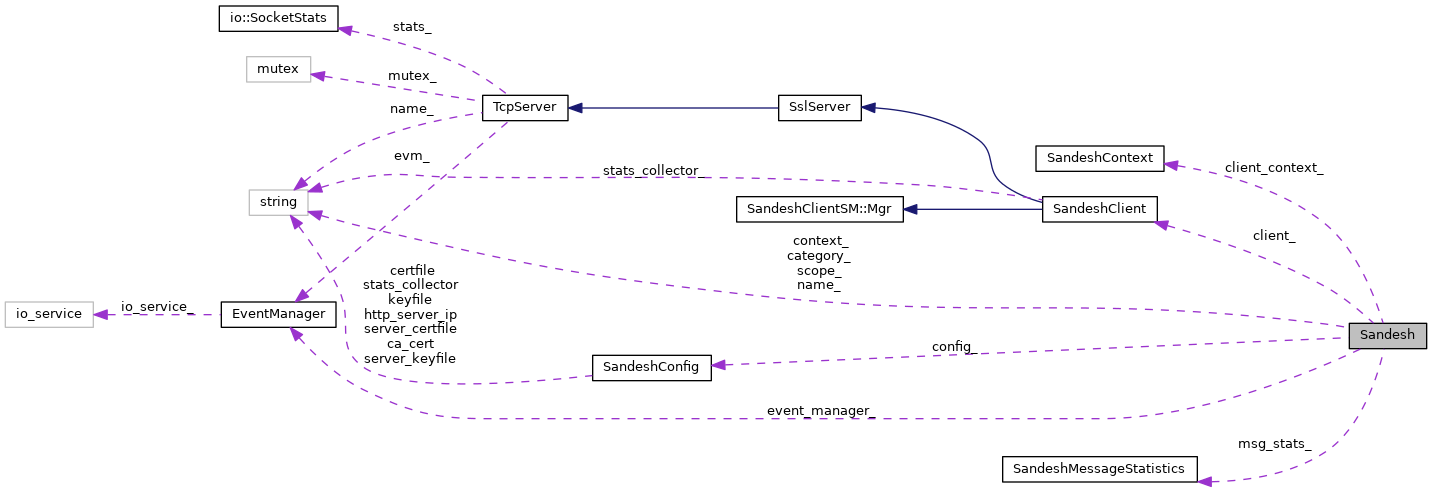 io::SocketStats
stats_
mutex
mutex_
TcpServer
SslServer
name_
evm_
SandeshContext
client_context_
stats_collector_
string
SandeshClientSM::Mgr
SandeshClient
client_
context_
category_
scope_
name_
certfile
stats_collector
keyfile
http_server_ip
server_certfile
ca_cert
server_keyfile
io_service
io_service_
EventManager
Sandesh
config_
SandeshConfig
event_manager_
msg_stats_
SandeshMessageStatistics